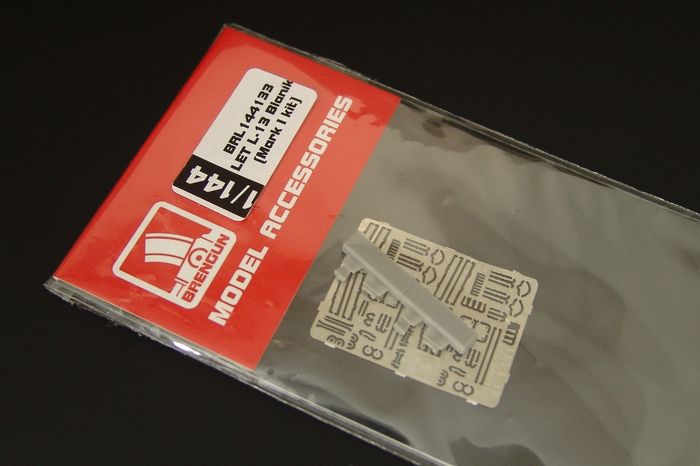 BRL144133
LET L-13 Blanik
(Mark I kit)
1/144
BRENGUN
MODEL ACCESSORIES